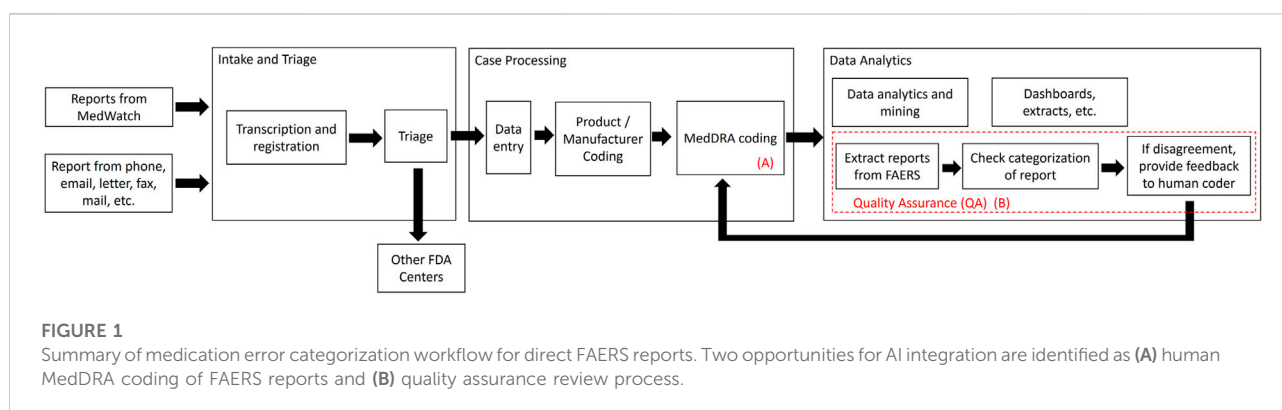 Intake and Triage
Case Processing
Data Analytics
Reports from
MedWatch
Report from phone,
email, letter, fax,
mail, etc.
Transcription and
registration
Triage
Other FDA
Centers
Data
entry
Product /
Manufacturer
Coding
MedDRA coding
(A)
Data analytics and
mining
Dashboards,
extracts, etc.
Extract reports
from FAERS
Check categorization
of report
If disagreement,
provide feedback
to human coder
Quality Assurance (QA) (B)
FIGURE 1
Summary of medication error categorization workflow for direct FAERS reports. Two opportunities for AI integration are identified as (A) human
MedDRA coding of FAERS reports and (B) quality assurance review process.